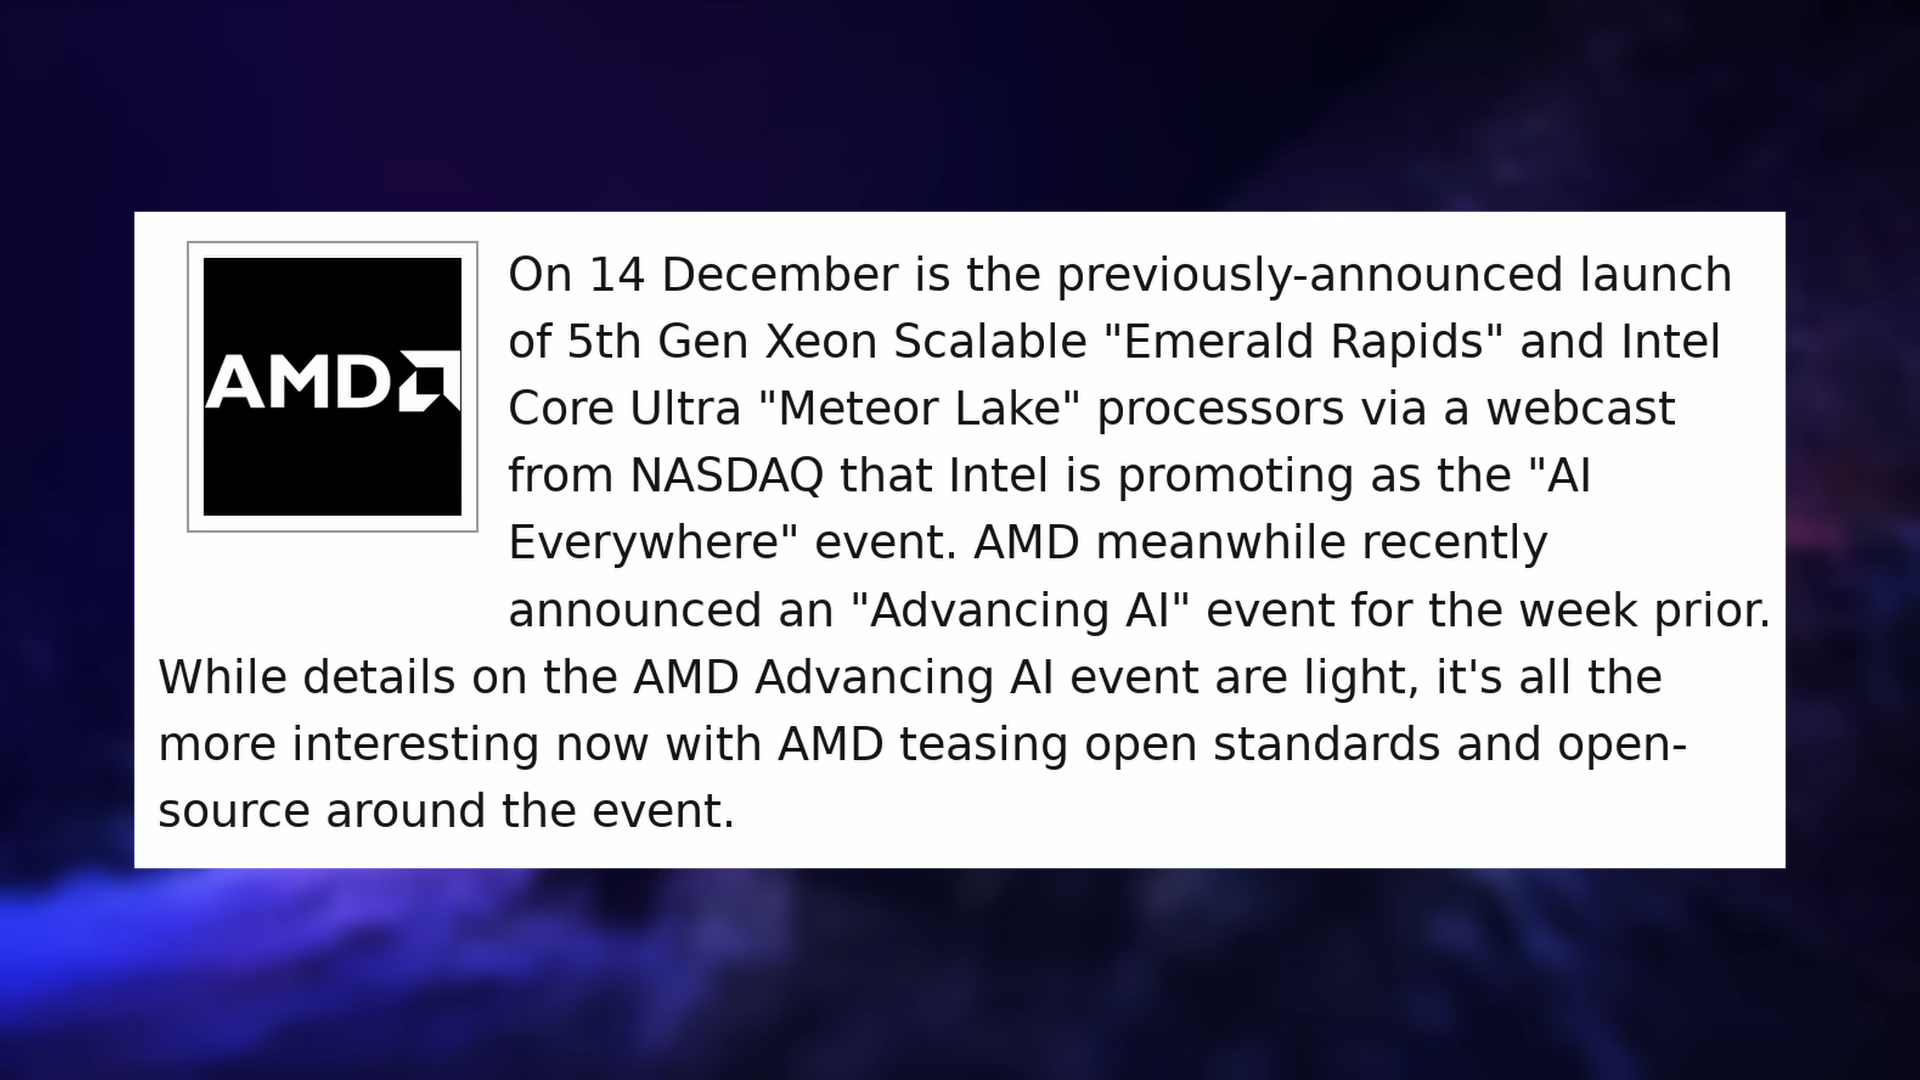 AMD
On 14 December is the previously-announced launch
of 5th Gen Xeon Scalable "Emerald Rapids" and Intel
Core Ultra "Meteor Lake" processors via a webcast
from NASDAQ that Intel is promoting as the "AI
Everywhere" event. AMD meanwhile recently
announced an "Advancing AI" event for the week prior.
While details on the AMD Advancing AI event are light, it's all the
more interesting now with AMD teasing open standards and open-
source around the event.